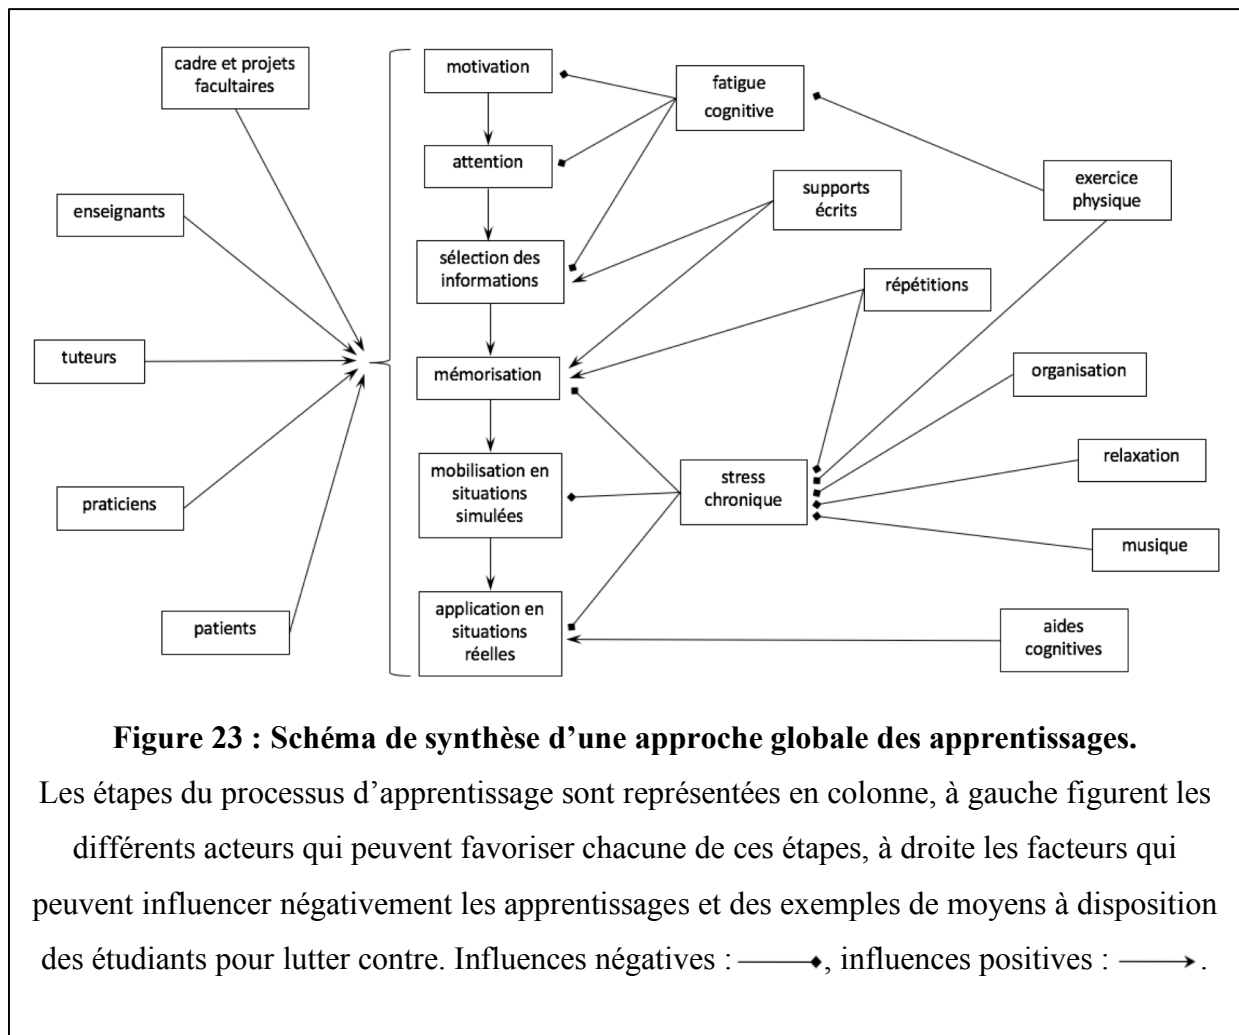 cadre et projets
facultaires
enseignants
tuteurs
praticiens
patients
motivation
attention
sélection des
informations
mémorisation
mobilisation en
situations
simulées
application en
situations
réelles
fatigue
cognitive
supports
écrits
exercice
physique
répétitions
organisation
stress
chronique
relaxation
musique
aides
cognitives
Figure 23 : Schéma de synthèse d’une approche globale des apprentissages.
Les étapes du processus d’apprentissage sont représentées en colonne, à gauche figurent les
différents acteurs qui peuvent favoriser chacune de ces étapes, à droite les facteurs qui
peuvent influencer négativement les apprentissages et des exemples de moyens à disposition
des étudiants pour lutter contre. Influences négatives : , influences positives : .